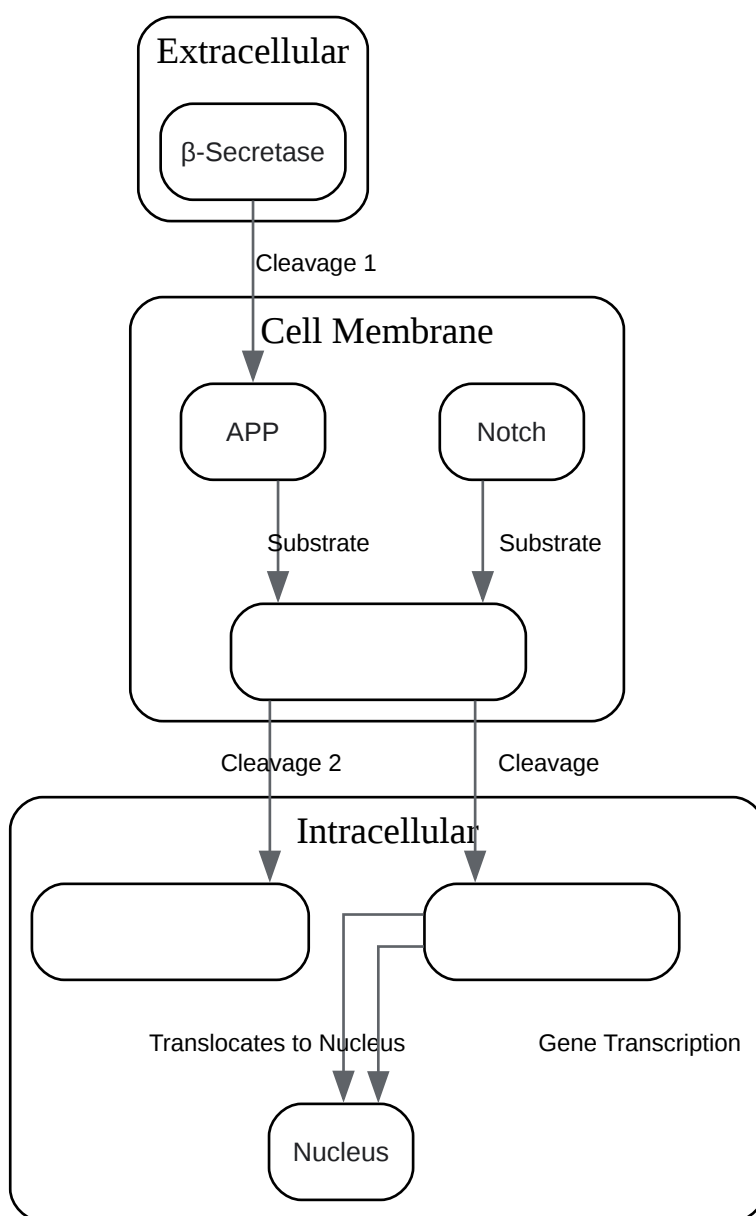 Extracellular
β-Secretase
Cleavage 1
Cell Membrane
APP
Notch
Substrate
Substrate
Cleavage 2
Cleavage
Intracellular
Translocates to Nucleus
Gene Transcription
Nucleus